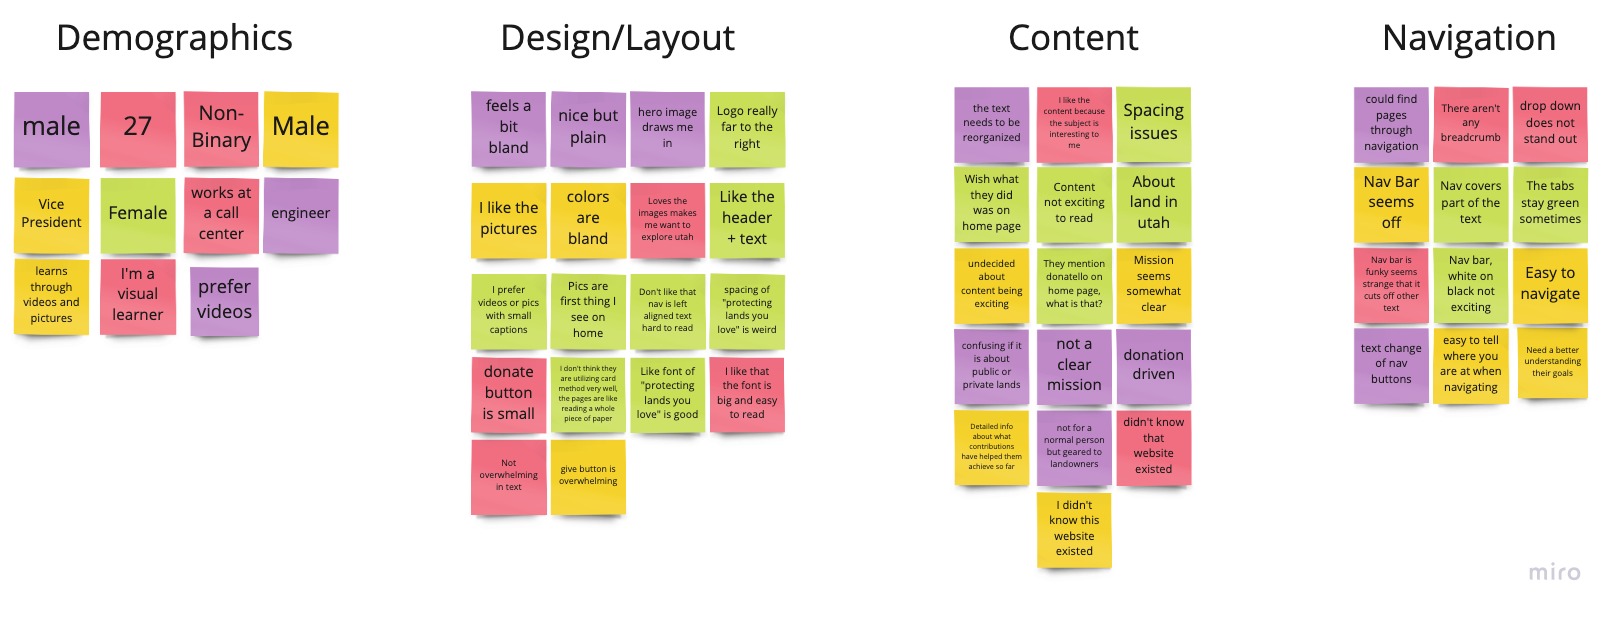 Demographics
male
27
Non-
Binary
Male
Vice
President
Female
works at
a call
center
engineer
learns
through
videos and
pictures
I'm a
visual
learner
prefer
videos
Design/Layout
feels a
bit
bland
nice but
plain
hero image
draws me
in
Logo really
far to the
right
I like the
pictures
colors
are
bland
Loves the
images makes
me want to
explore utah
Like the
header
+ text
I prefer
videos or pics
with small
captions
Pics are
first thing I
see on
home
Don't like that
nav is left
aligned text
hard to read
spacing of
"protecting
lands you
love" is weird
donate
button
is small
I don't think they
are utilizing card
method very well,
the pages are like
reading a whole
piece of paper
Like font of
"protecting
lands you
love" is good
I like that
the font is
big and easy
to read
Not
overwhelming
in text
give button is
overwhelming
Content
the text
needs to be
reorganized
I like the
content because
the subject is
interesting to
me
Spacing
issues
Wish what
they did
was on
home page
Content
not exciting
to read
About
land in
utah
undecided
about
content being
exciting
They mention
donatello on
home page,
what is that?
Mission
seems
somewhat
clear
confusing if it
is about
public or
private lands
not a
clear
mission
donation
driven
Detailed info
about what
contributions
have helped them
achieve so far
not for a
normal person
but geared to
landowners
didn't know
that
website
existed
I didn't
know this
website
existed
Navigation
could find
pages
through
navigation
There aren't
any
breadcrumb
drop down
does not
stand out
Nav Bar
seems
off
Nav covers
part of the
text
The tabs
stay green
sometimes
Nav bar is
funky seems
strange that it
cuts off other
text
Nav bar,
white on
black not
exciting
Easy to
navigate
text change
of nav
buttons
easy to tell
where you
are at when
navigating
Need a better
understanding
their goals
miro